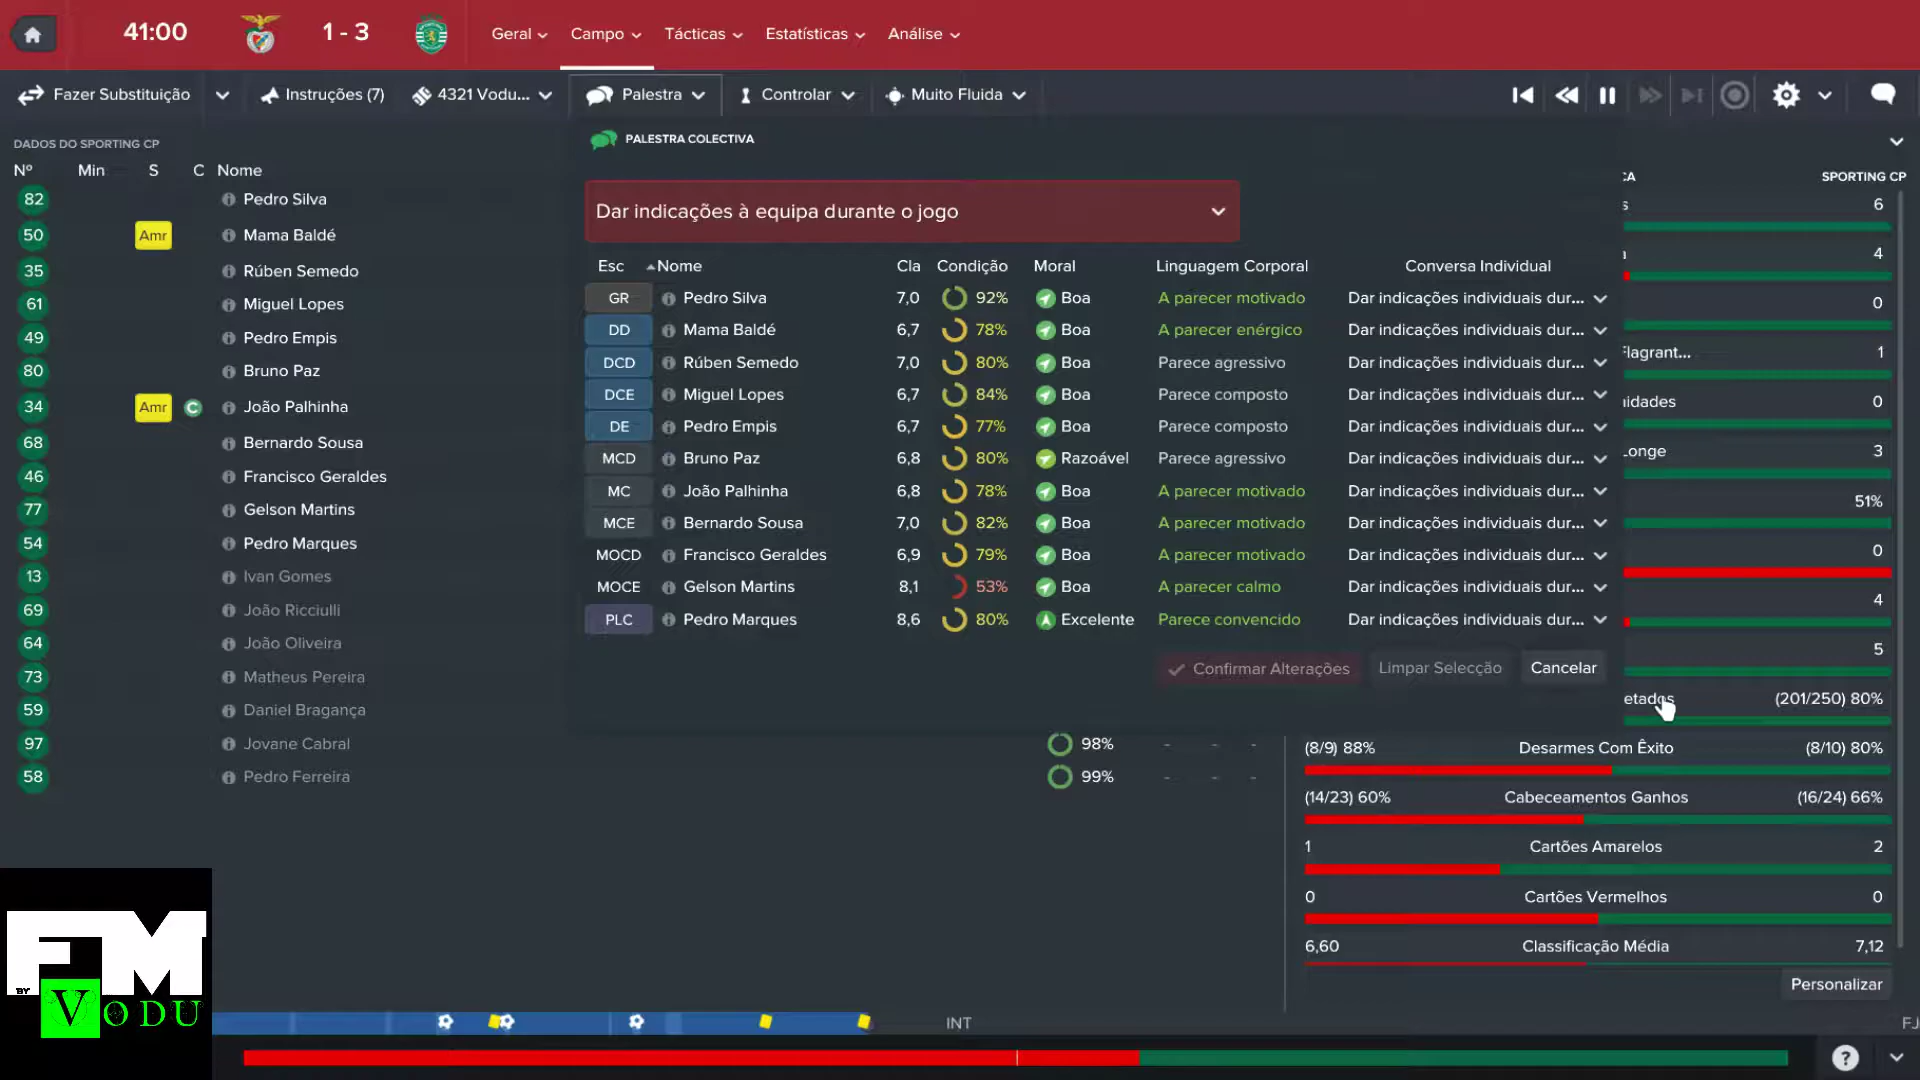 41:00 1 - 3 Geral Campo Tácticas Estatísticas Análise
Fazer Substituição Instruções (7) 4321 Vodu... Palestra Controlar Muito Fluida
DADOS DO SPORTING CP
PALESTRA COLECTIVA
Nº Min S C Nome
SPORTING CP
82 Pedro Silva
50 Amr Mama Baldé
35 Rúben Semedo
61 Miguel Lopes
49 Pedro Empis
80 Bruno Paz
34 Amr C João Palhinha
68 Bernardo Sousa
46 Francisco Geraldes
77 Gelson Martins
54 Pedro Marques
13 Ivan Gomes
69 João Ricciulli
64 João Oliveira
73 Matheus Pereira
59 Daniel Bragança
97 Jovane Cabral 98% - - -
58 Pedro Ferreira 99% - - -
Dar indicações à equipa durante o jogo
Esc Nome Cla Condição Moral Linguagem Corporal Conversa Individual
GR Pedro Silva 7,0 92% Boa A parecer motivado Dar indicações individuais dur...
DD Mama Baldé 6,7 78% Boa A parecer enérgico Dar indicações individuais dur...
DCD Rúben Semedo 7,0 80% Boa Parece agressivo Dar indicações individuais dur...
DCE Miguel Lopes 6,7 84% Boa Parece composto Dar indicações individuais dur...
DE Pedro Empis 6,7 77% Boa Parece composto Dar indicações individuais dur...
MCD Bruno Paz 6,8 80% Razoável Parece agressivo Dar indicações individuais dur...
MC João Palhinha 6,8 78% Boa A parecer motivado Dar indicações individuais dur...
MCE Bernardo Sousa 7,0 82% Boa A parecer motivado Dar indicações individuais dur...
MOCD Francisco Geraldes 6,9 79% Boa A parecer motivado Dar indicações individuais dur...
MOCE Gelson Martins 8,1 53% Boa A parecer calmo Dar indicações individuais dur...
PLC Pedro Marques 8,6 80% Excelente Parece convencido Dar indicações individuais dur...
Confirmar Alterações Limpar Selecção Cancelar
6
4
0
Flagrant... 1
idades 0
Longe 3
51%
0
4
5
etados (201/250) 80%
(8/9) 88% Desarmes Com Êxito (8/10) 80%
(14/23) 60% Cabeceamentos Ganhos (16/24) 66%
1 Cartões Amarelos 2
0 Cartões Vermelhos 0
6,60 Classificação Média 7,12
Personalizar
FM
BY VODU
INT FJ
?